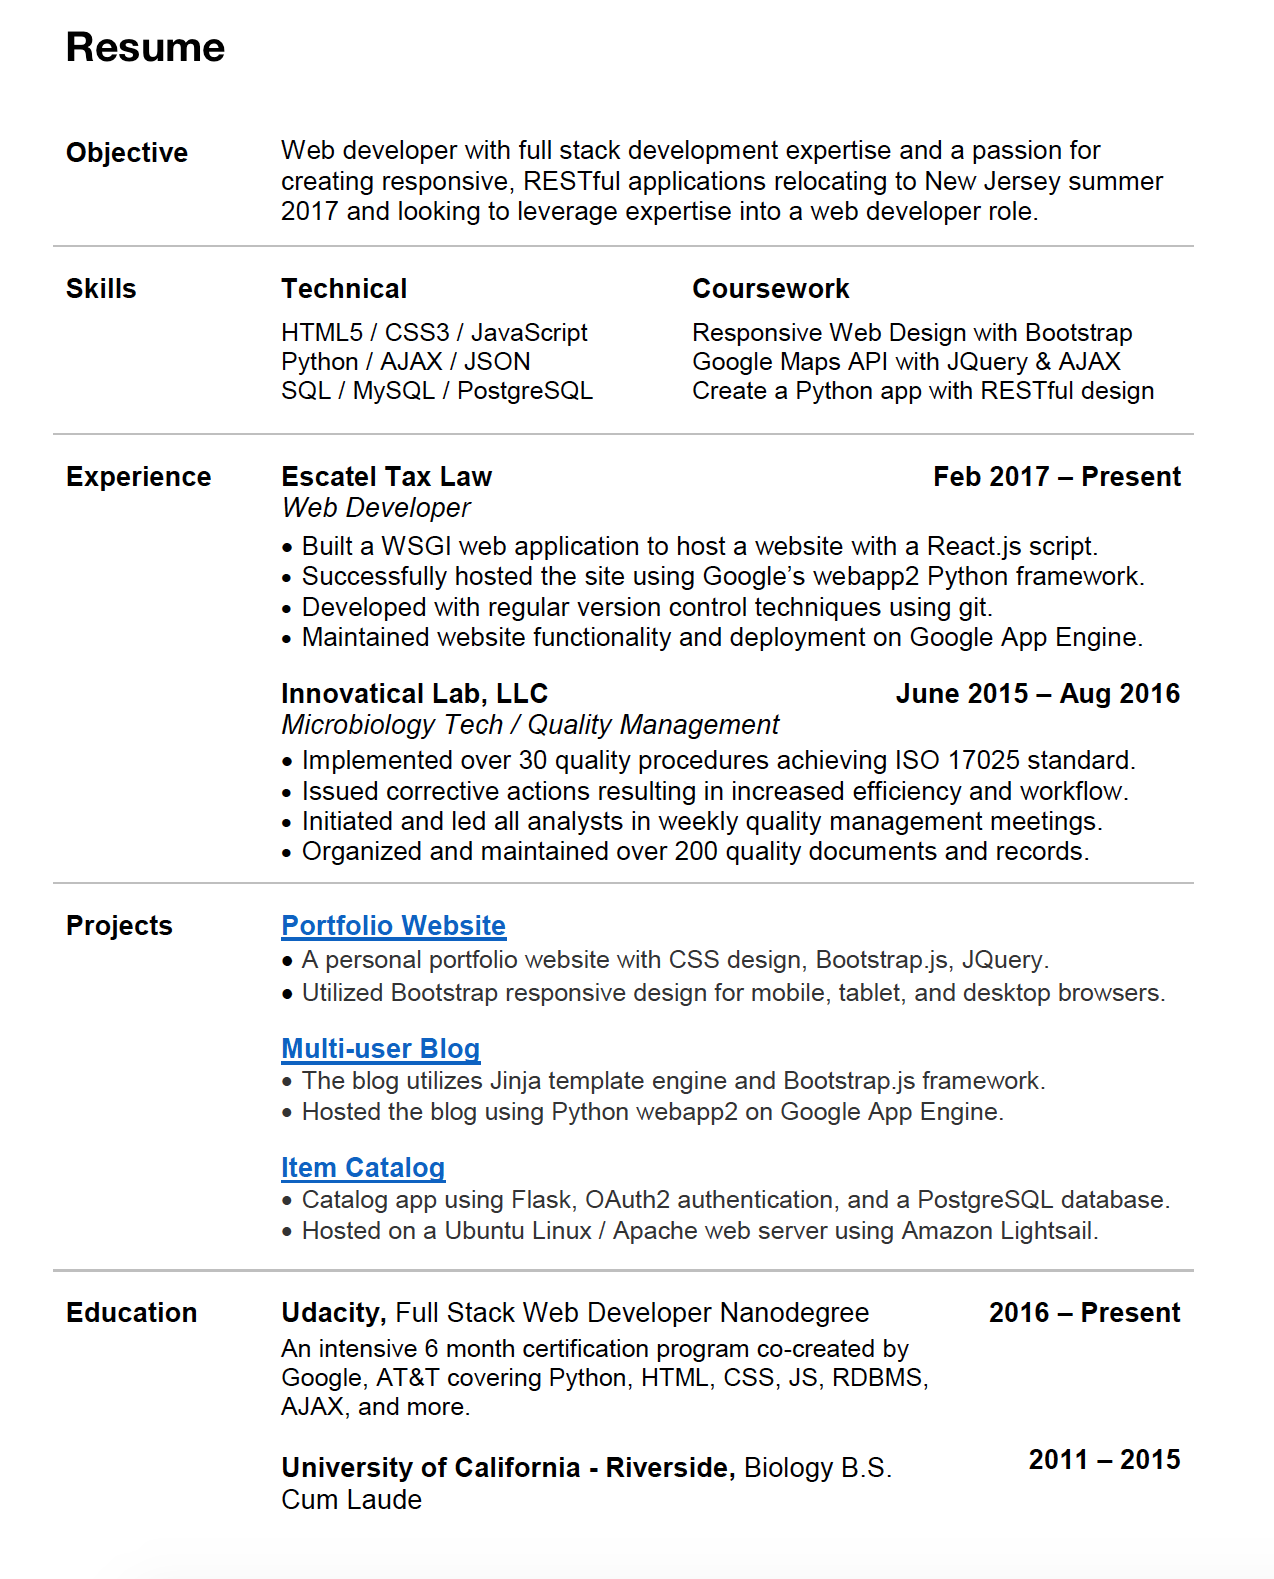 Resume
Objective
Web developer with full stack development expertise and a passion for
creating responsive, RESTful applications relocating to New Jersey summer
2017 and looking to leverage expertise into a web developer role.
Skills
Technical
HTML5 / CSS3 / JavaScript
Python / AJAX / JSON
SQL / MySQL / PostgreSQL
Coursework
Responsive Web Design with Bootstrap
Google Maps API with JQuery & AJAX
Create a Python app with RESTful design
Experience
Escatel Tax Law Feb 2017 – Present
Web Developer
• Built a WSGI web application to host a website with a React.js script.
• Successfully hosted the site using Google’s webapp2 Python framework.
• Developed with regular version control techniques using git.
• Maintained website functionality and deployment on Google App Engine.
Innovatical Lab, LLC June 2015 – Aug 2016
Microbiology Tech / Quality Management
• Implemented over 30 quality procedures achieving ISO 17025 standard.
• Issued corrective actions resulting in increased efficiency and workflow.
• Initiated and led all analysts in weekly quality management meetings.
• Organized and maintained over 200 quality documents and records.
Projects
Portfolio Website
• A personal portfolio website with CSS design, Bootstrap.js, JQuery.
• Utilized Bootstrap responsive design for mobile, tablet, and desktop browsers.
Multi-user Blog
• The blog utilizes Jinja template engine and Bootstrap.js framework.
• Hosted the blog using Python webapp2 on Google App Engine.
Item Catalog
• Catalog app using Flask, OAuth2 authentication, and a PostgreSQL database.
• Hosted on a Ubuntu Linux / Apache web server using Amazon Lightsail.
Education
Udacity, Full Stack Web Developer Nanodegree 2016 – Present
An intensive 6 month certification program co-created by
Google, AT&T covering Python, HTML, CSS, JS, RDBMS,
AJAX, and more.
University of California - Riverside, Biology B.S. 2011 – 2015
Cum Laude